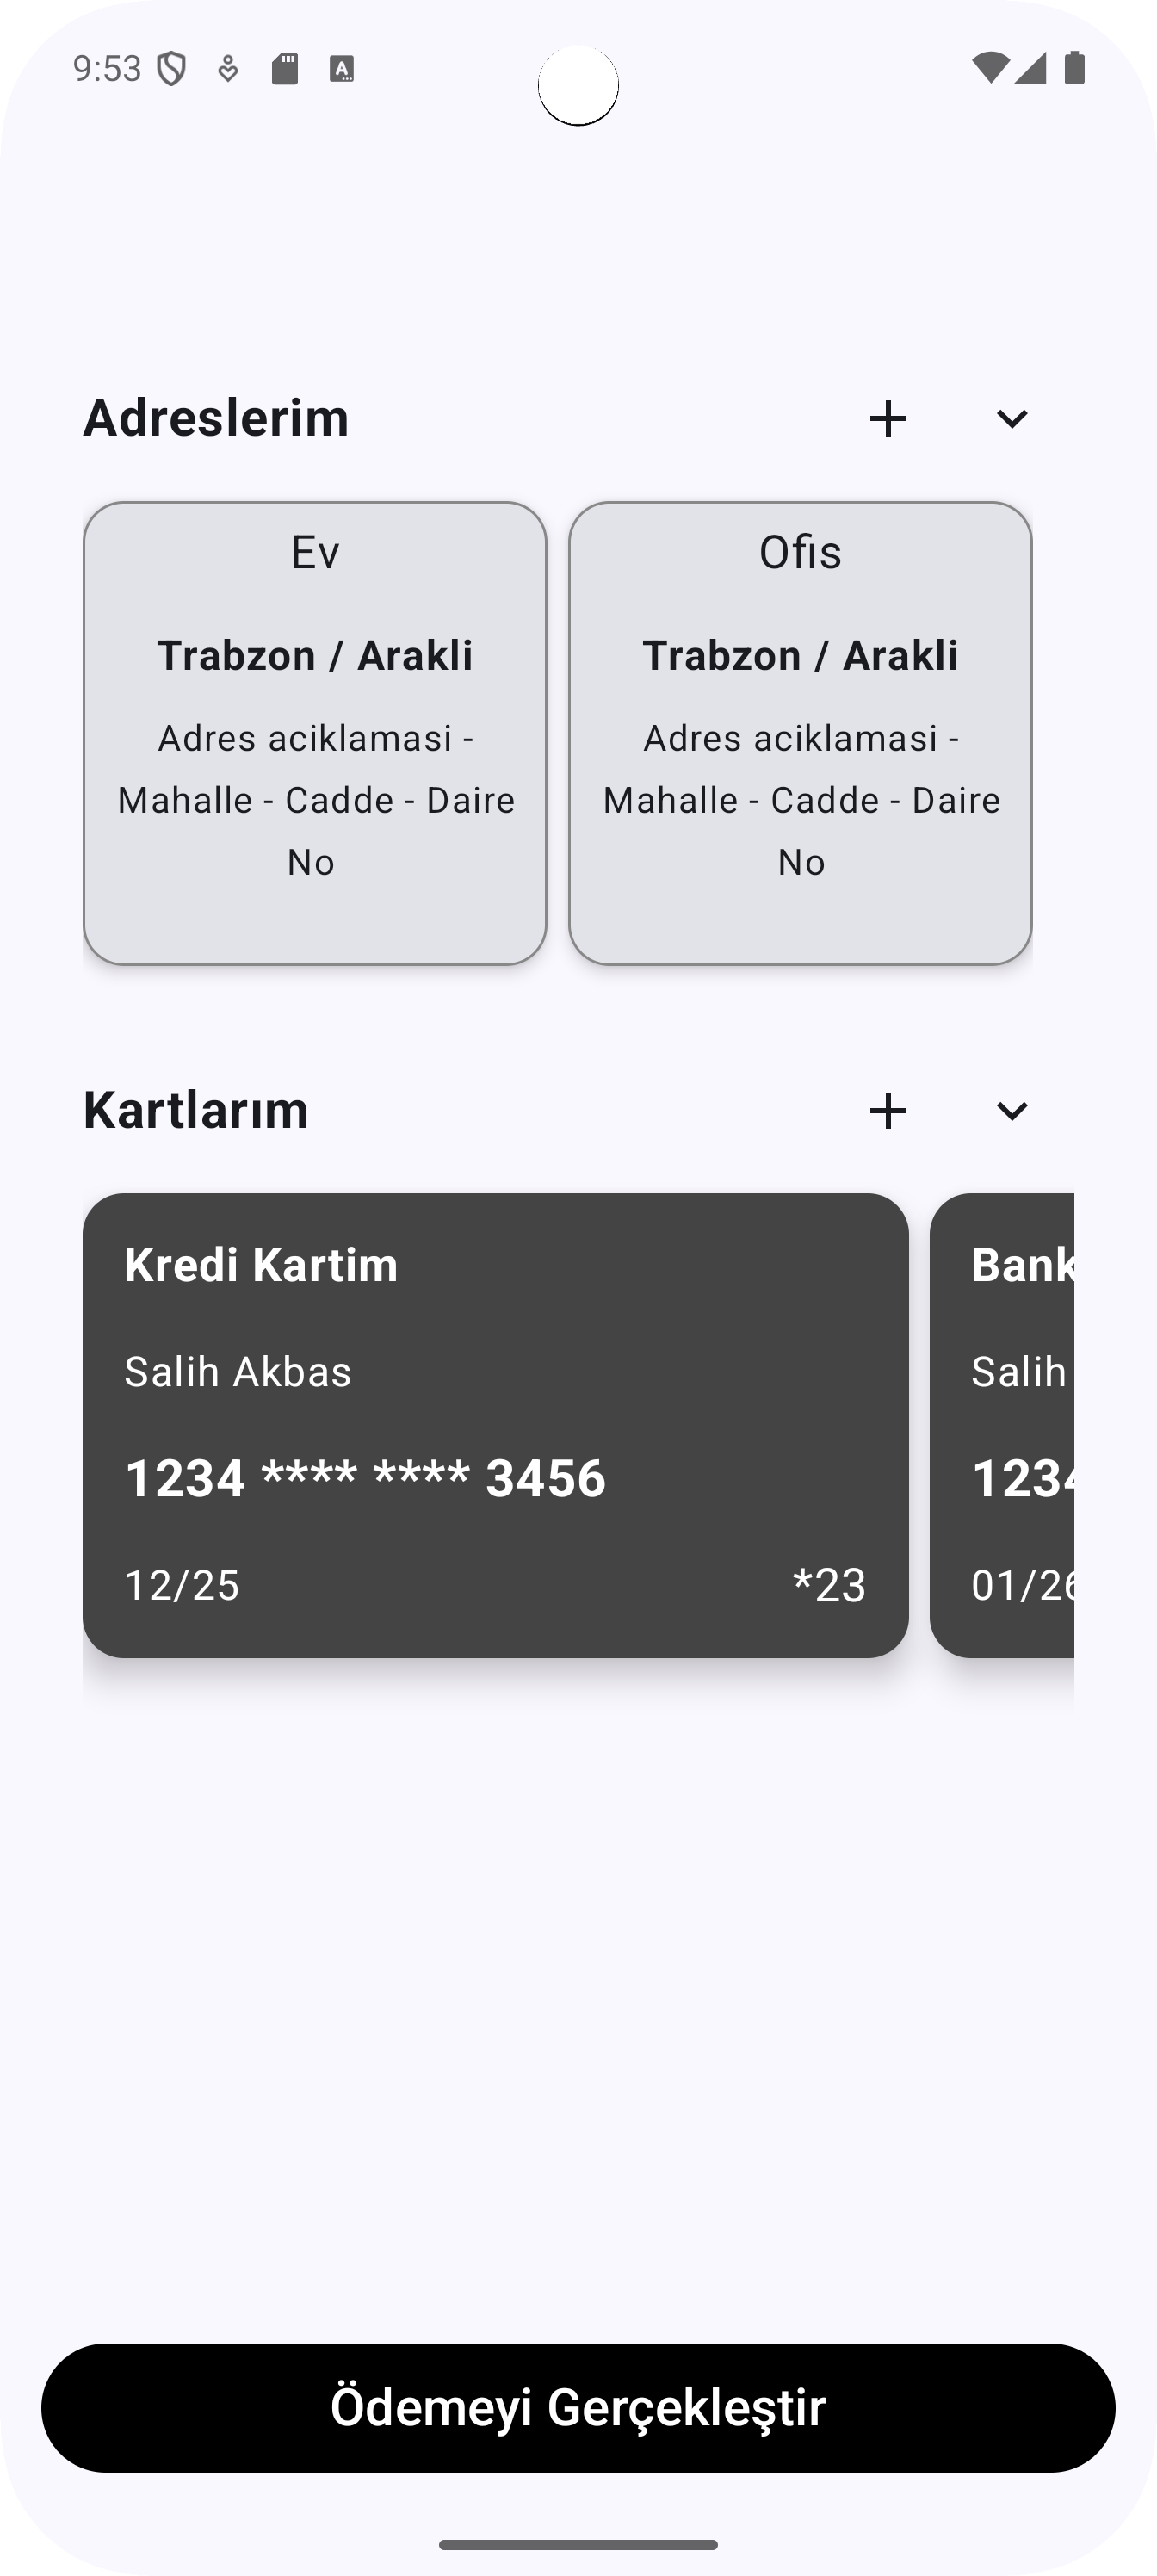 9:53
Adreslerim
Ev
Trabzon / Arakli
Adres aciklamasi -
Mahalle - Cadde - Daire
No
Ofis
Trabzon / Arakli
Adres aciklamasi -
Mahalle - Cadde - Daire
No
Kartlarım
Kredi Kartim
Salih Akbas
1234 **** **** 3456
12/25 *23
Bank
Salih
1234
01/26
Ödemeyi Gerçekleştir